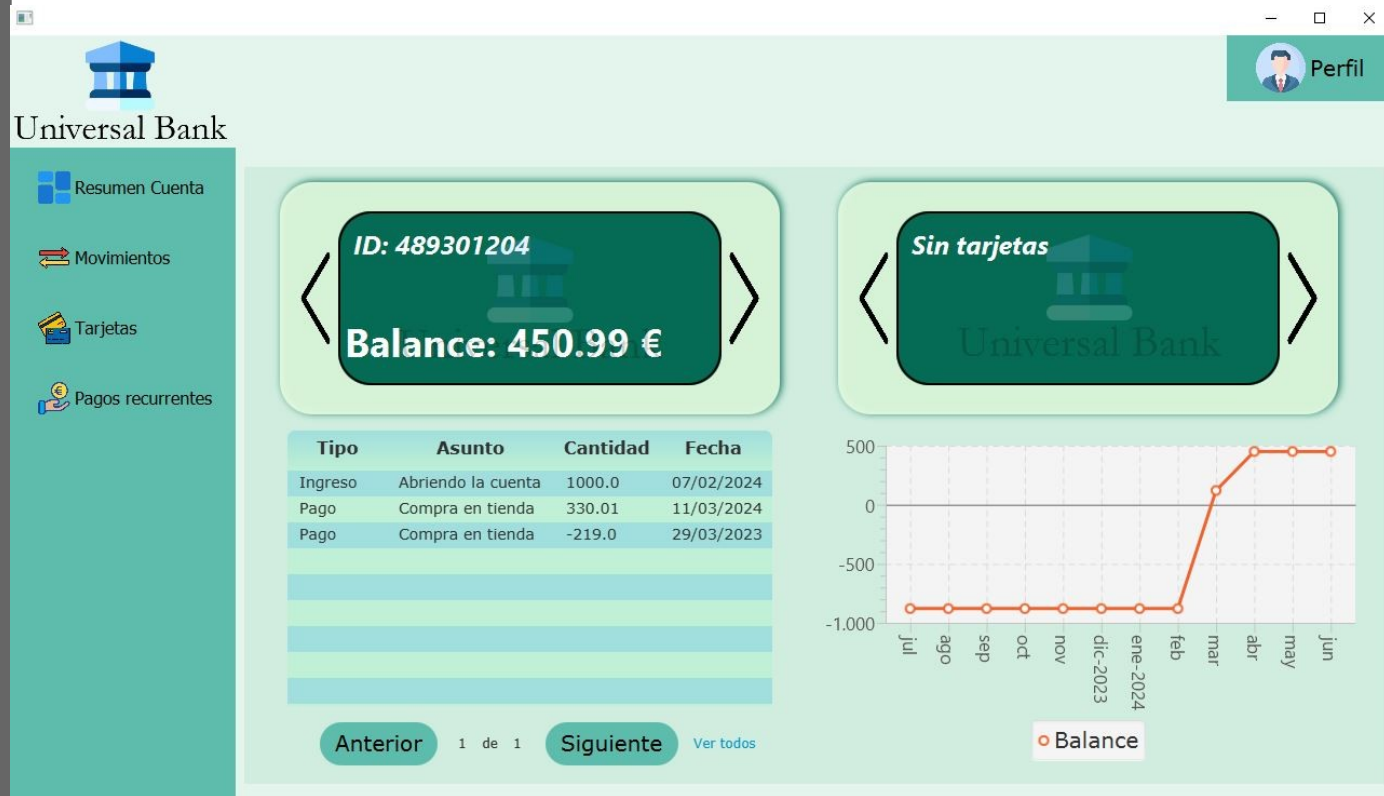 Perfil
Universal Bank
Resumen Cuenta
Movimientos
Tarjetas
Pagos recurrentes
ID: 489301204
Balance: 450.99 €
Universal Bank
Sin tarjetas
Universal Bank
Tipo Asunto Cantidad Fecha
Ingreso Abriendo la cuenta 1000.0 07/02/2024
Pago Compra en tienda 330.01 11/03/2024
Pago Compra en tienda -219.0 29/03/2023
Anterior 1 de 1 Siguiente Ver todos
500
0
-500
-1.000
jul ago sep oct nov dic-2023 ene-2024 feb mar abr may jun
Balance